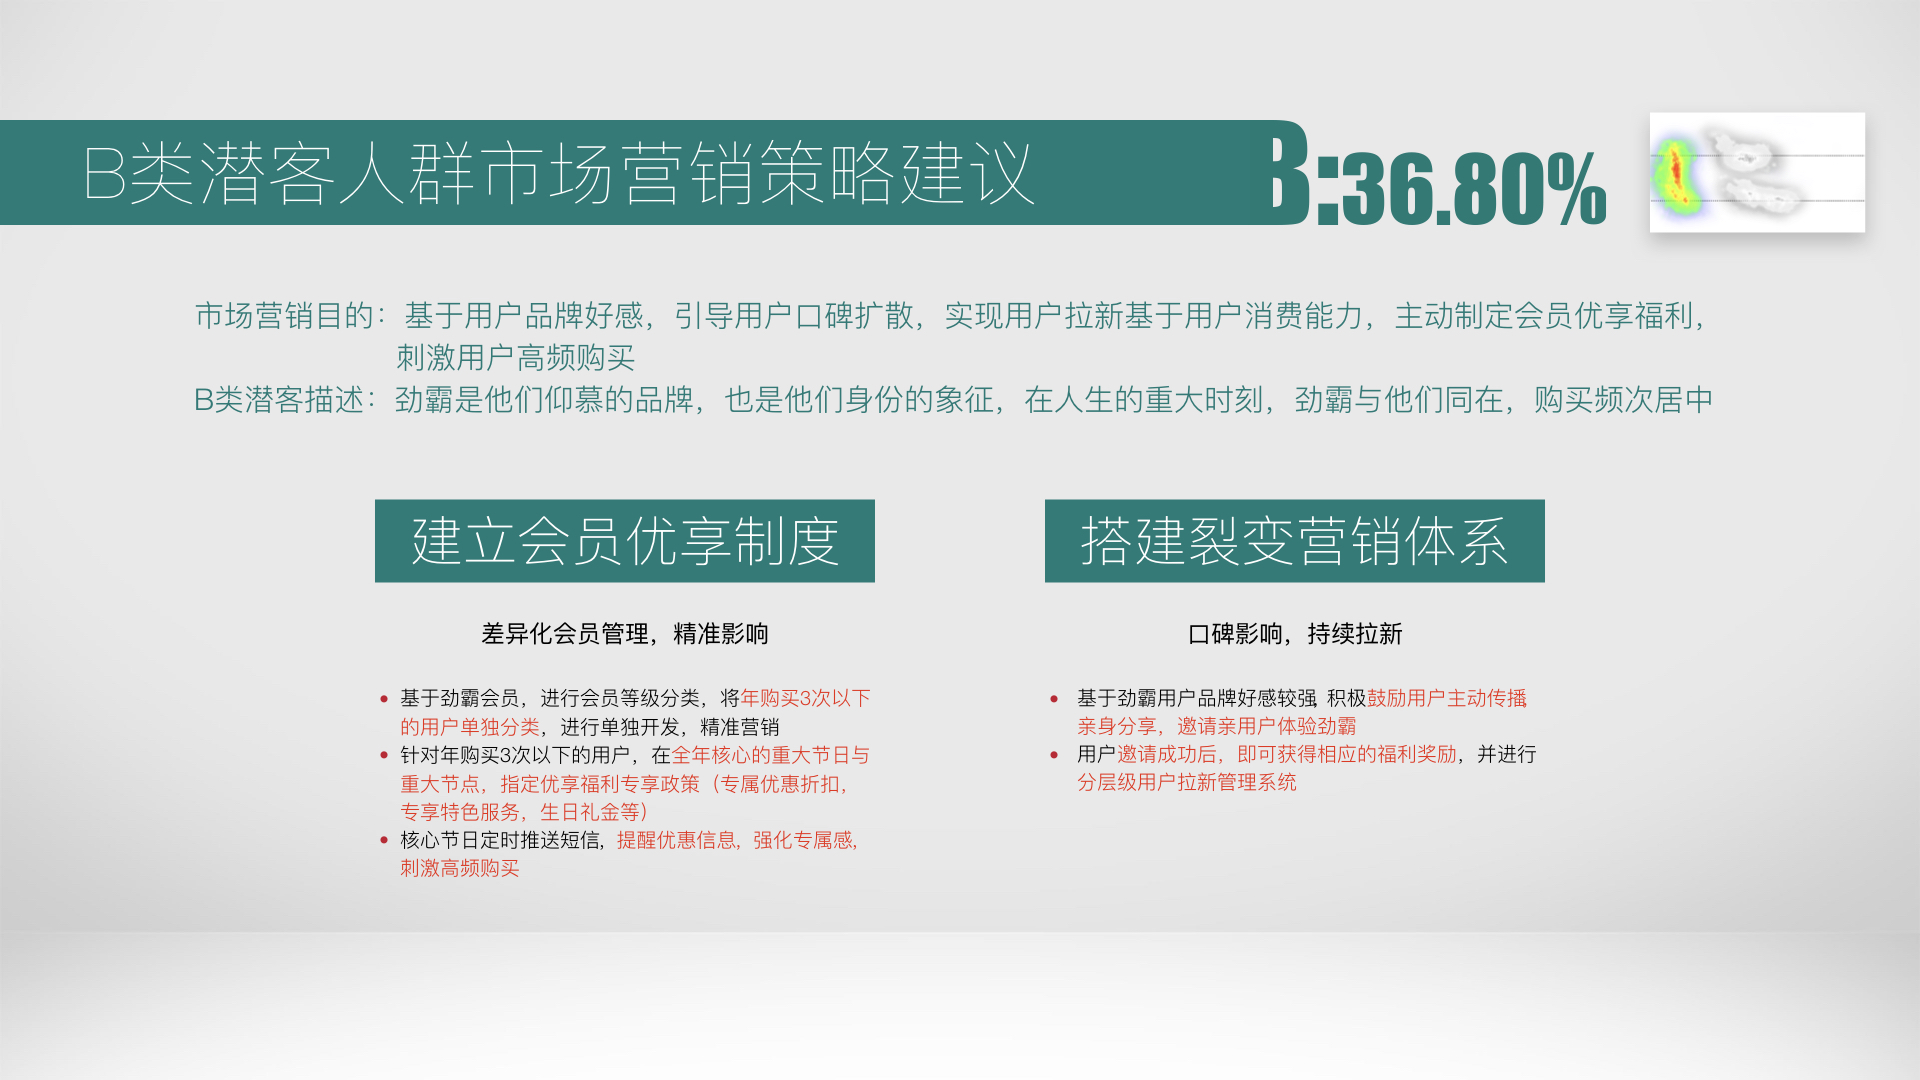 B类潜客人群市场营销策略建议
B:36.80%
市场营销目的：基于用户品牌好感，引导用户口碑扩散，实现用户拉新基于用户消费能力，主动制定会员优享福利，
刺激用户高频购买
B类潜客描述：劲霸是他们仰慕的品牌，也是他们身份的象征，在人生的重大时刻，劲霸与他们同在，购买频次居中
建立会员优享制度
差异化会员管理，精准影响
• 基于劲霸会员，进行会员等级分类，将年购买3次以下
的用户单独分类，进行单独开发，精准营销
• 针对年购买3次以下的用户，在全年核心的重大节日与
重大节点，指定优享福利专享政策（专属优惠折扣，
专享特色服务，生日礼金等）
• 核心节日定时推送短信，提醒优惠信息，强化专属感，
刺激高频购买
搭建裂变营销体系
口碑影响，持续拉新
• 基于劲霸用户品牌好感较强，积极鼓励用户主动传播，
亲身分享，邀请亲用户体验劲霸
• 用户邀请成功后，即可获得相应的福利奖励，并进行
分层级用户拉新管理系统